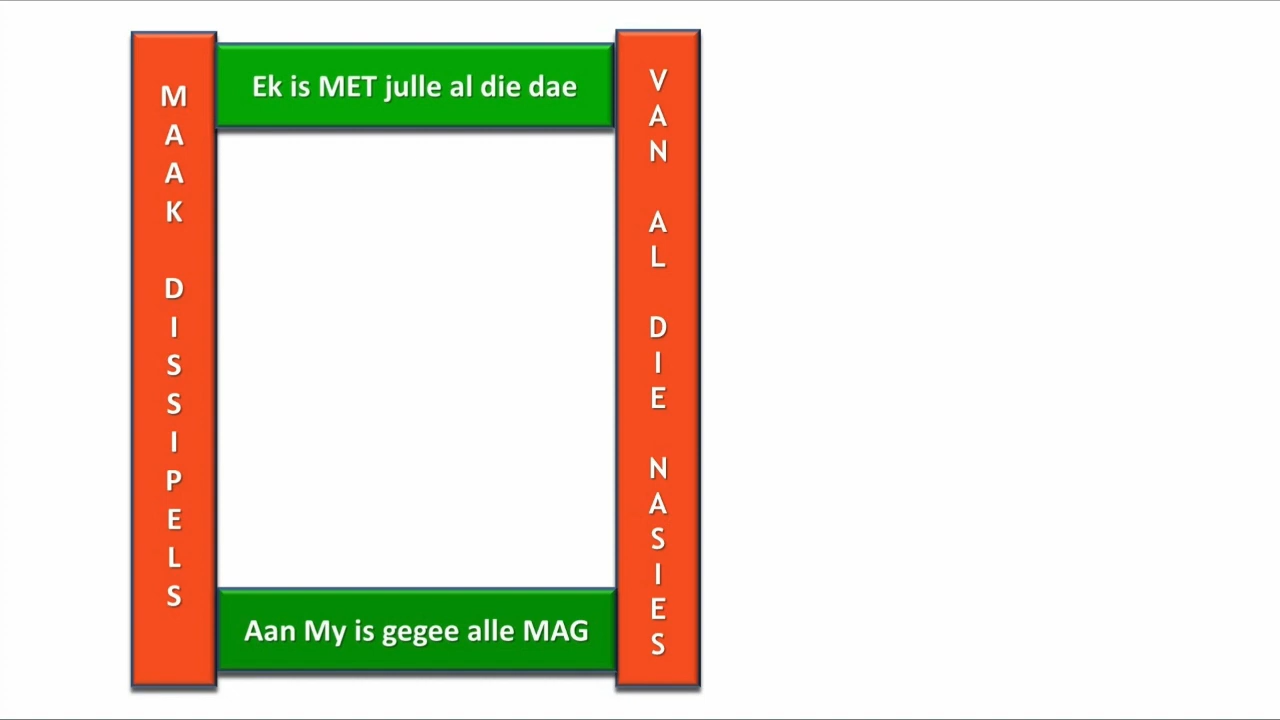 MAAK DISSIPELS
Ek is MET julle al die dae
VAN AL DIE NASIES
Aan My is gegee alle MAG